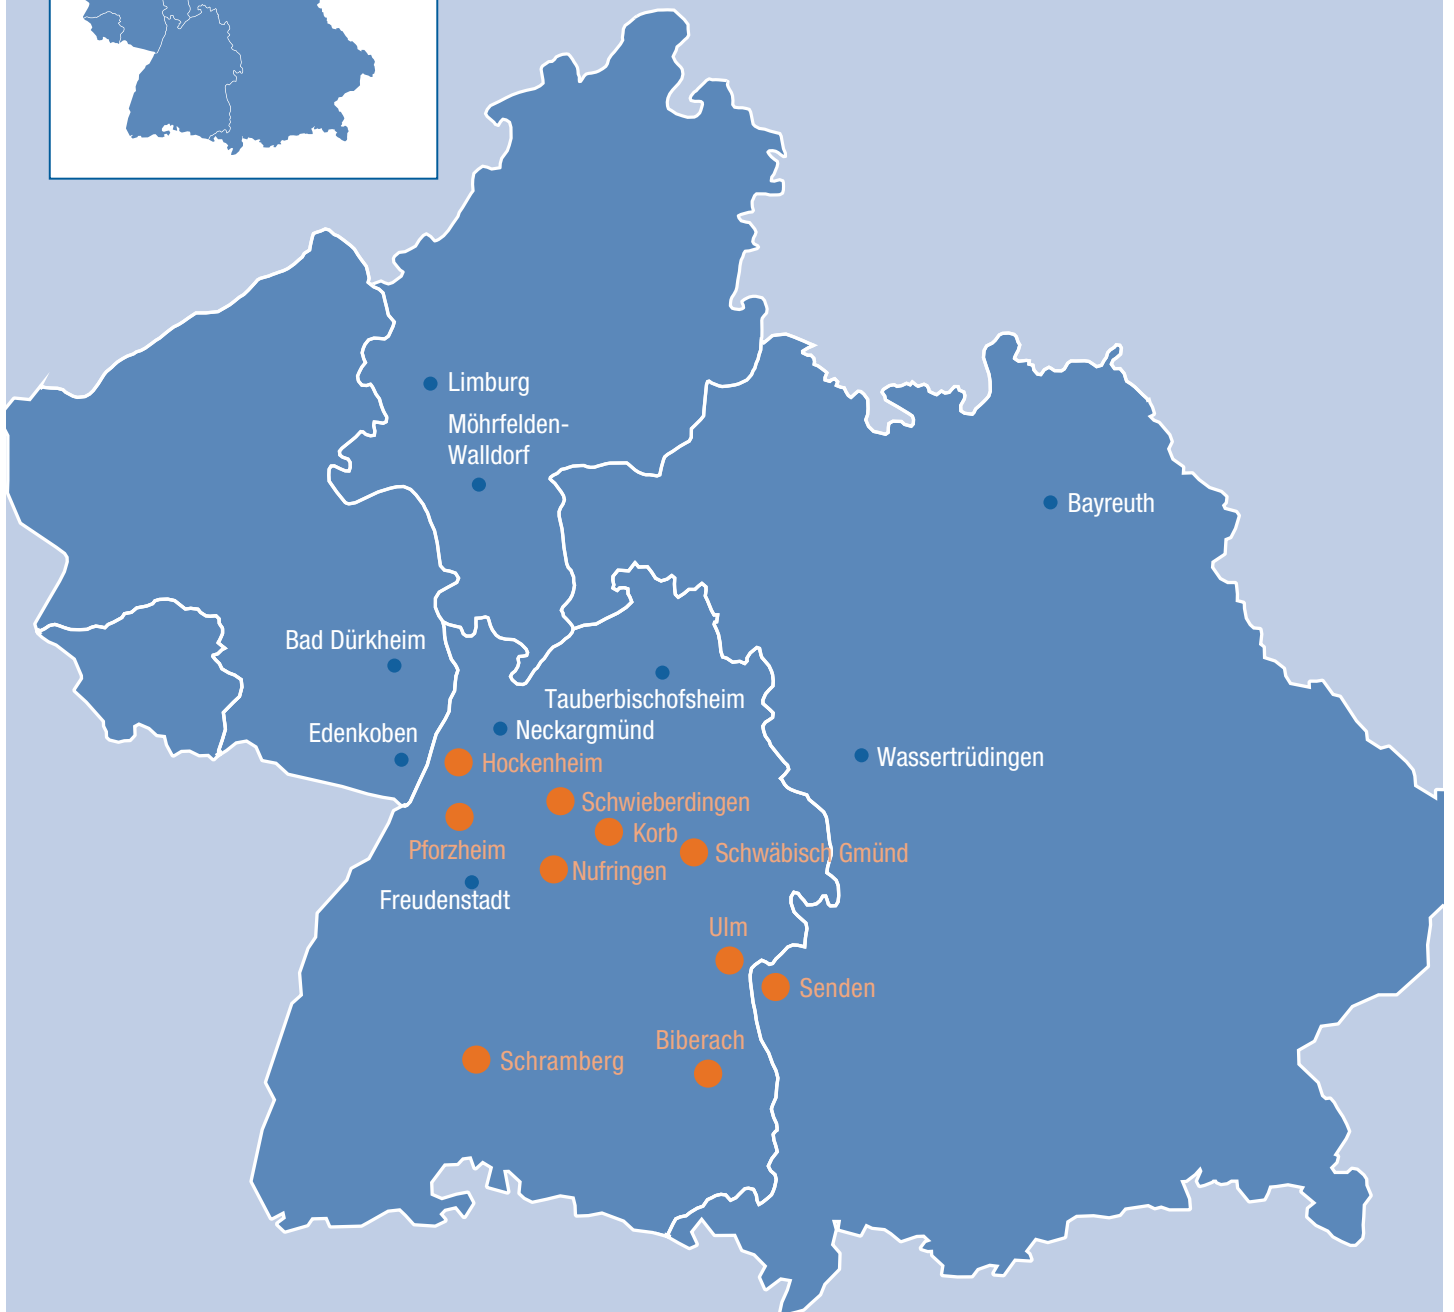 Limburg
Möhrfelden-
Walldorf
Bayreuth
Bad Dürkheim
Tauberbischofsheim
Edenkoben
Neckargmünd
Wassertrüdingen
Hockenheim
Schwieberdingen
Korb
Pforzheim
Schwäbisch Gmünd
Nufringen
Freudenstadt
Ulm
Senden
Biberach
Schramberg